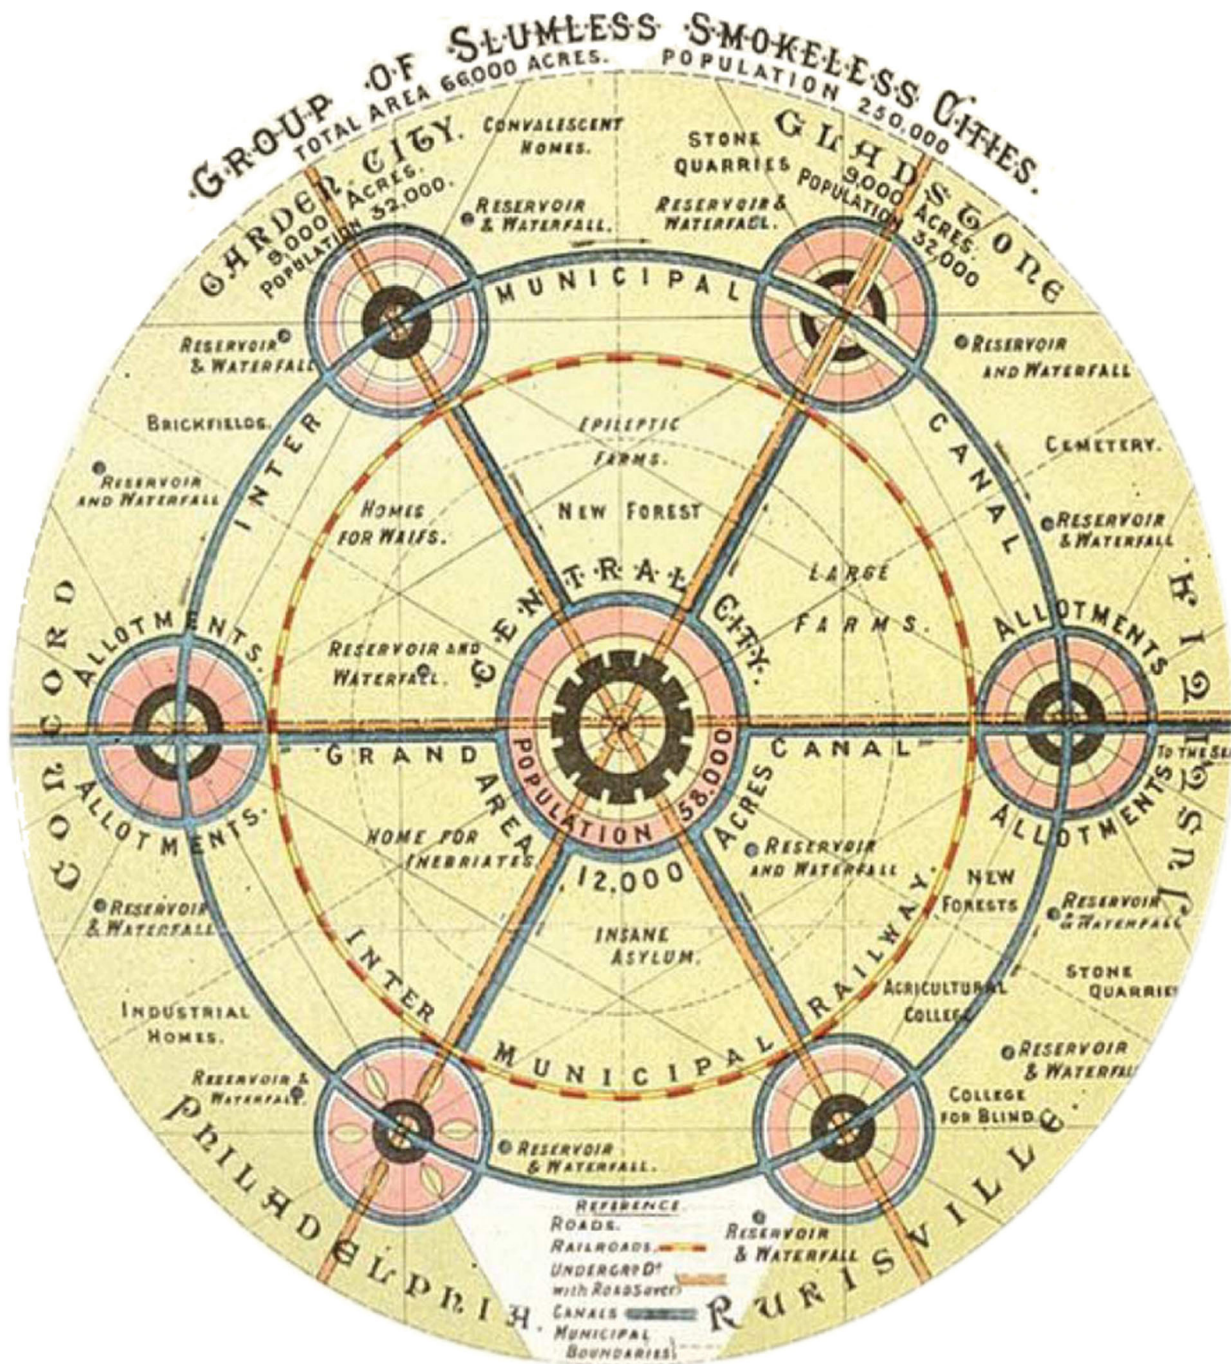 GROUP OF SLUMLESS SMOKELESS CITIES.
TOTAL AREA 66,000 ACRES. POPULATION 250,000
GARDEN CITY.
9,000 ACRES.
POPULATION 32,000.
CONVALESCENT
HOMES.
STONE
QUARRIES
GLADSTONE
9,000 ACRES.
POPULATION 32,000
RESERVOIR
& WATERFALL.
RESERVOIR &
WATERFALL.
INTER MUNICIPAL CANAL
RESERVOIR
& WATERFALL
RESERVOIR
AND WATERFALL
BRICKFIELDS.
EPILEPTIC
FARMS.
CEMETERY.
RESERVOIR
AND WATERFALL
HOMES
FOR WAIFS.
NEW FOREST
RESERVOIR
& WATERFALL
LARGE
FARMS.
CENTRAL CITY.
CONCORD
ALLOTMENTS.
RESERVOIR AND
WATERFALL.
ALLOTMENTS
GRAND CANAL
POPULATION 58,000
TO THE SEA
ALLOTMENTS.
AREA 12,000 ACRES
ALLOTMENTS
HOME FOR
INEBRIATES.
RESERVOIR
AND WATERFALL
RESERVOIR
& WATERFALL
NEW
FORESTS
RESERVOIR
& WATERFALL
INSANE
ASYLUM.
STONE
QUARRIES
INTER MUNICIPAL RAILWAY.
AGRICULTURAL
COLLEGE
INDUSTRIAL
HOMES.
RESERVOIR
& WATERFALL
RESERVOIR &
WATERFALL.
COLLEGE
FOR BLIND.
PHILADELPHIA.
RESERVOIR
& WATERFALL.
RURISVILLE
RESERVOIR
& WATERFALL
REFERENCE.
ROADS.
RAILROADS.
UNDERGRD Do
with ROADS over
CANALS
MUNICIPAL
BOUNDARIES